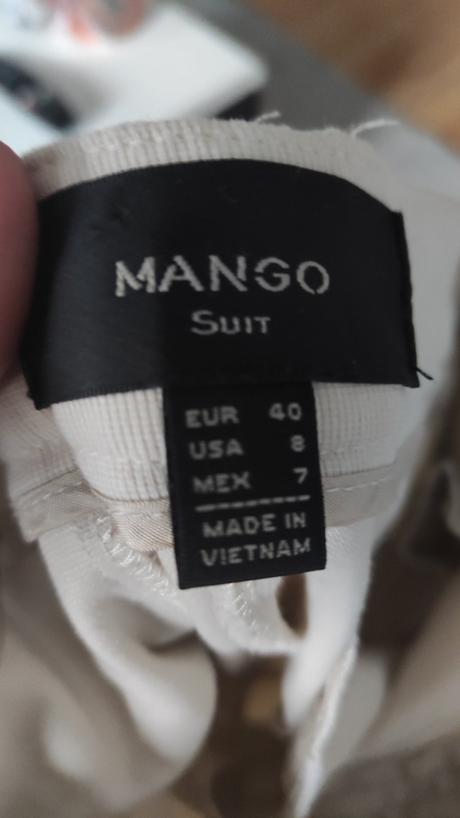 MANGO
SUIT
EUR 40
USA 8
MEX 7
MADE IN
VIETNAM